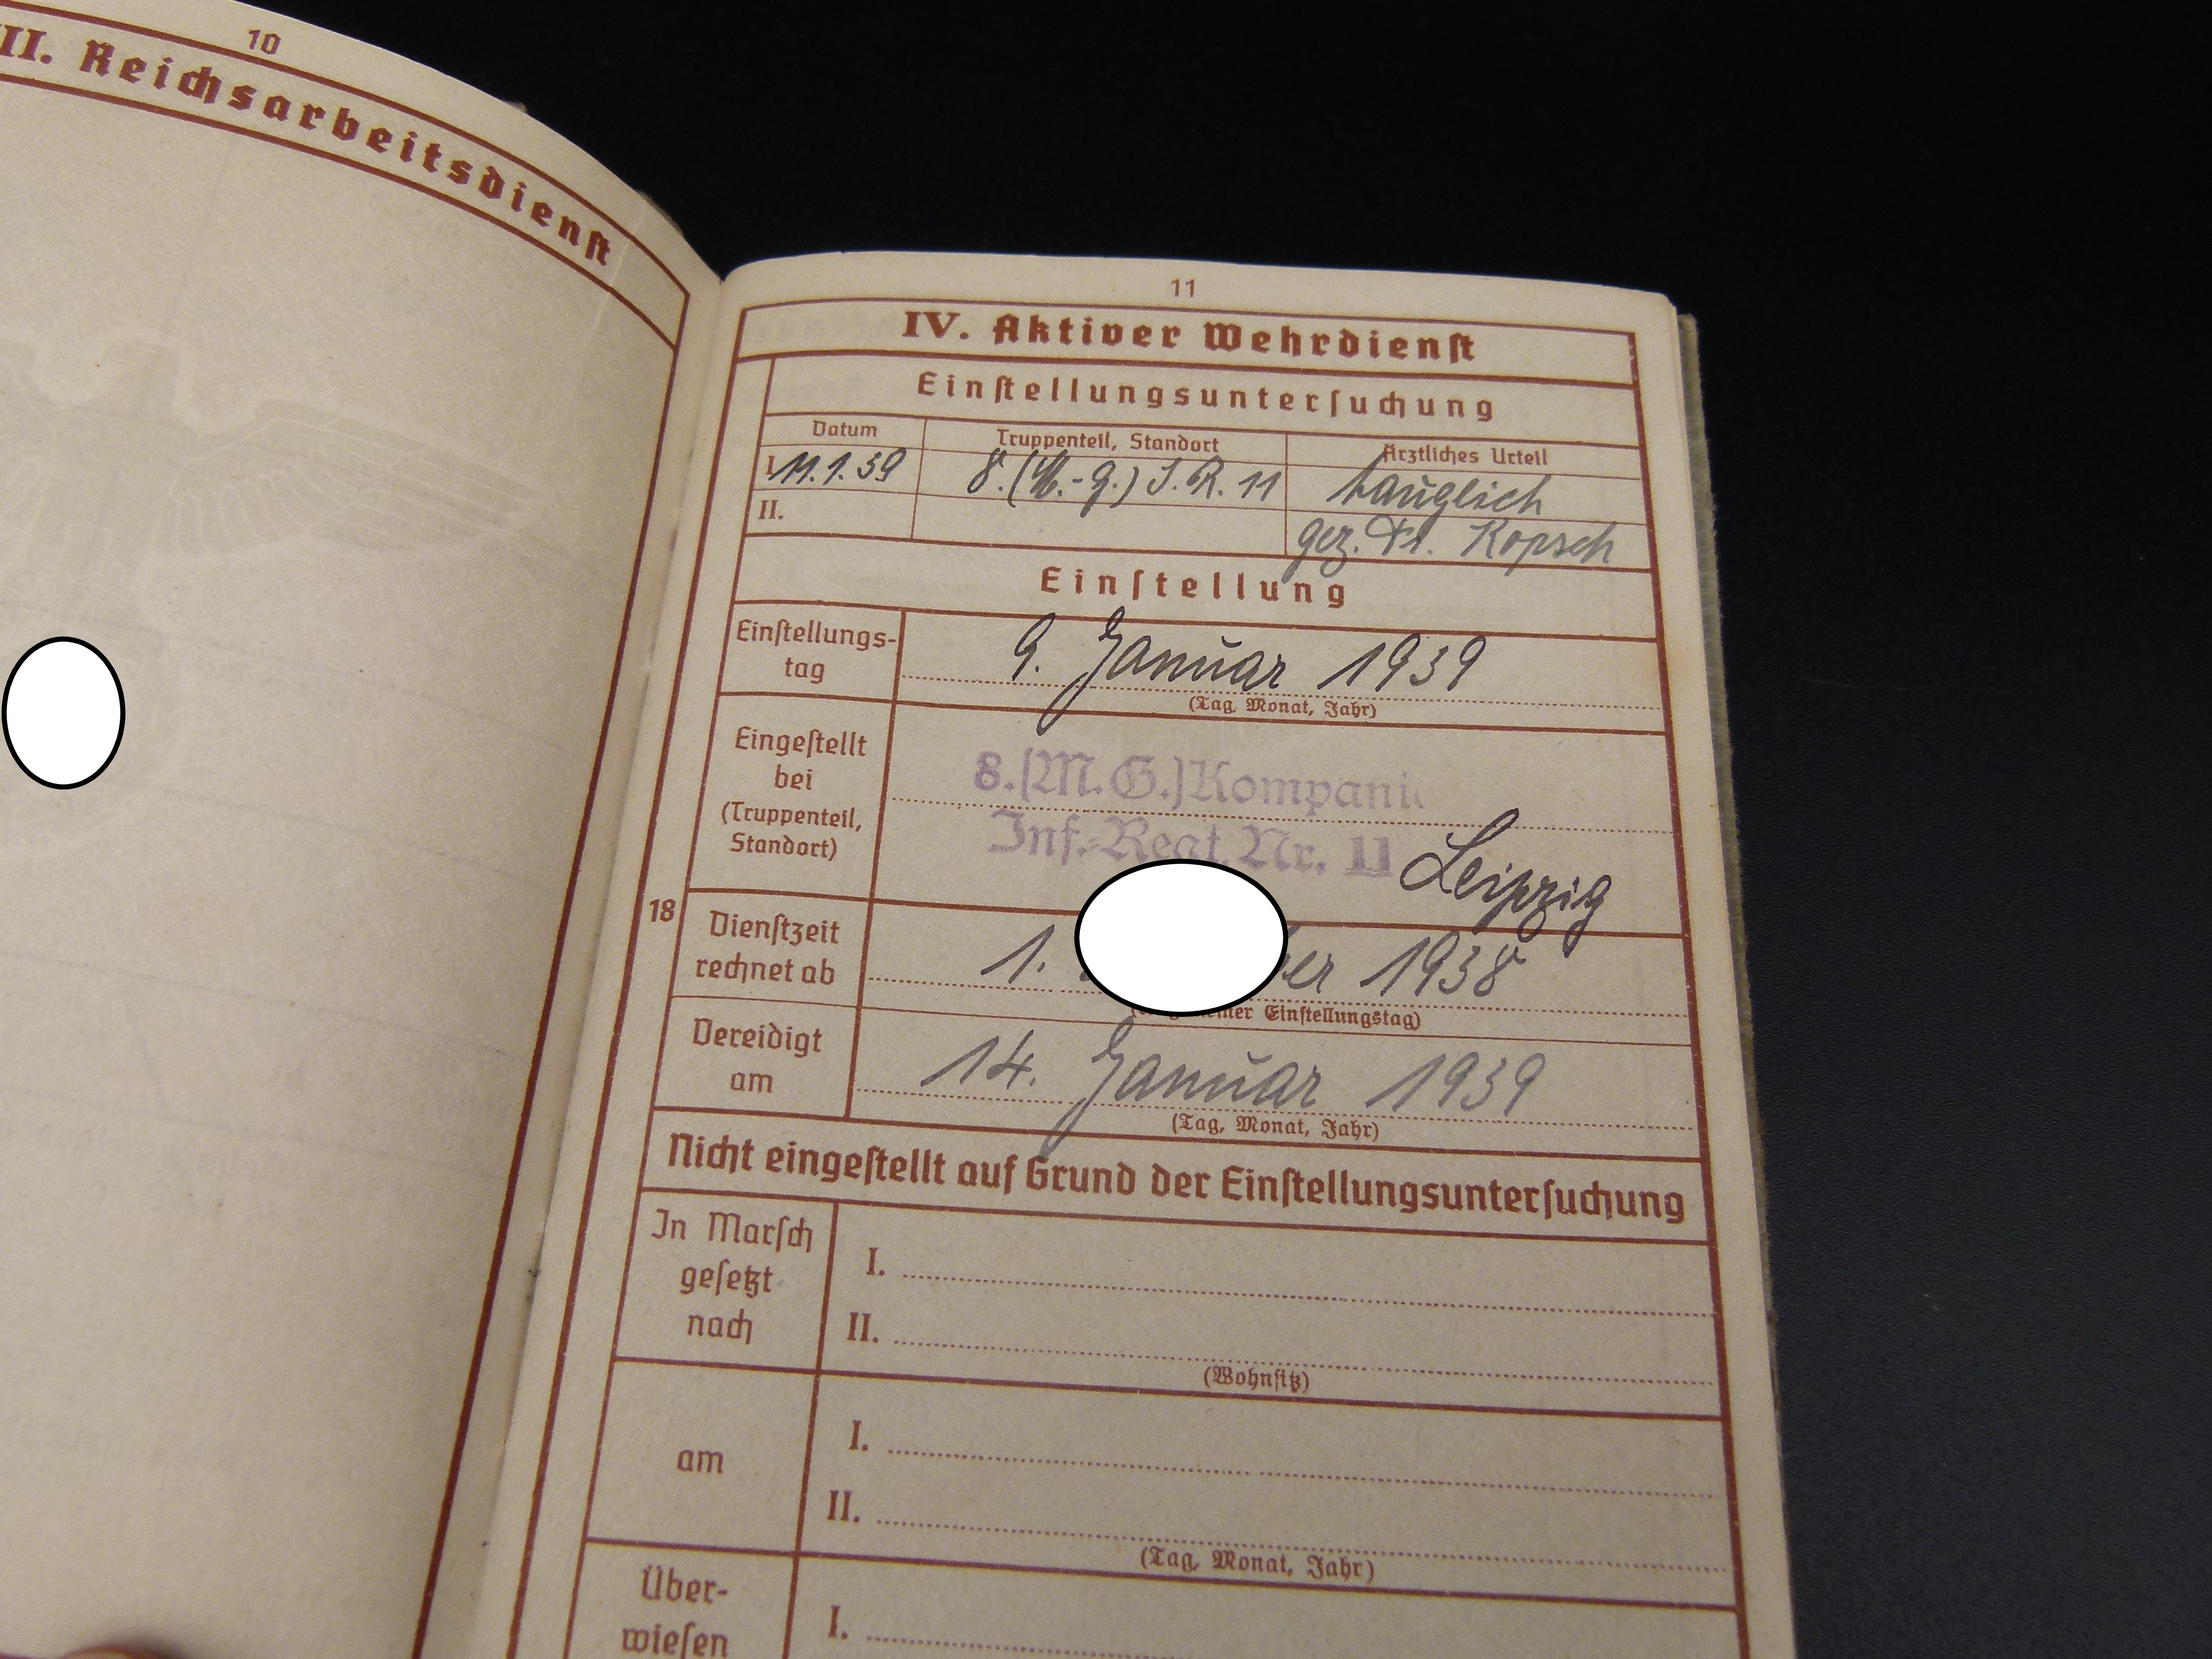 10
II. Reichsarbeitsdienst
11
IV. Aktiver Wehrdienst
Einstellungsuntersuchung
Datum Truppenteil, Standort Ärztliches Urteil
I. 11.1.39 8.(M.-G.) I.R. 11 tauglich
II. gez. Dr. Kopsch
Einstellung
Einstellungs-
tag
9. Januar 1939
(Tag, Monat, Jahr)
Eingestellt
bei
(Truppenteil,
Standort)
8.(M.G.)Kompani
Inf.-Regt. Nr. 11 Leipzig
18
Dienstzeit
rechnet ab
1. er 1938
Einstellungstag)
Vereidigt
am
14. Januar 1939
(Tag, Monat, Jahr)
Nicht eingestellt auf Grund der Einstellungsuntersuchung
In Marsch
gesetzt
nach
I.
II.
(Wohnsitz)
am
I.
II.
(Tag, Monat, Jahr)
Über-
wiesen
I.